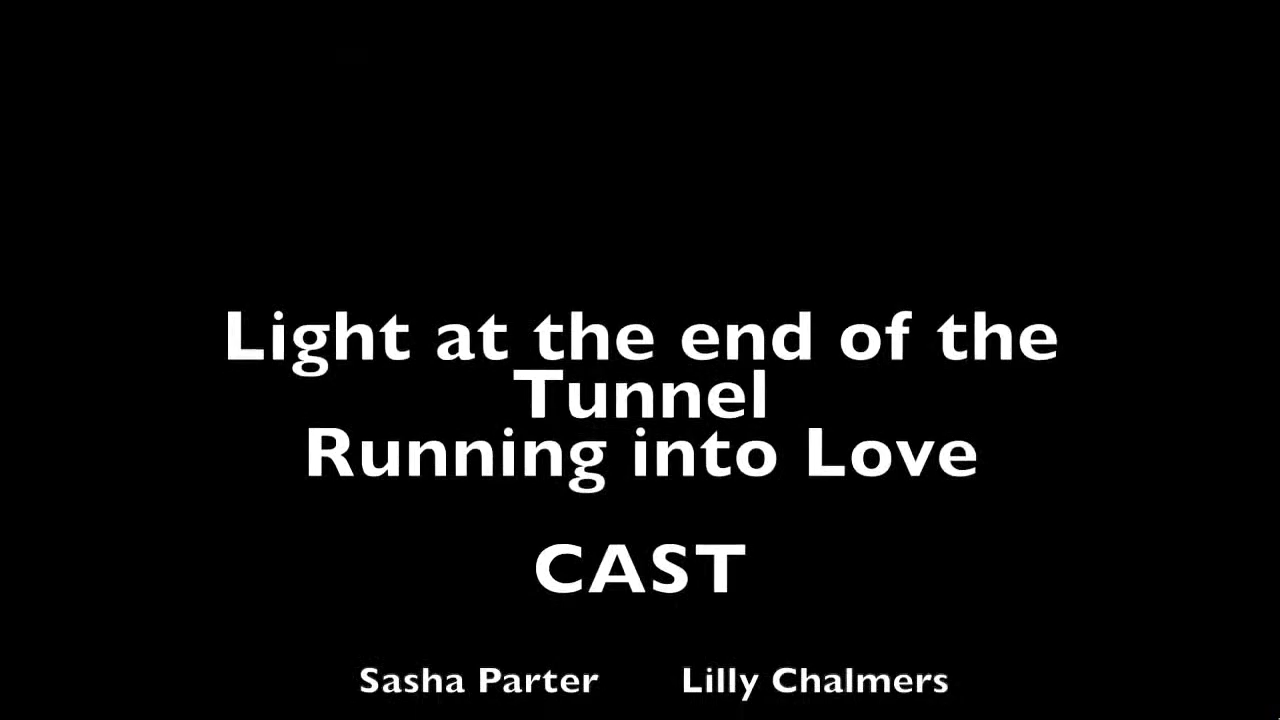 Light at the end of the
Tunnel
Running into Love
CAST
Sasha Parter Lilly Chalmers